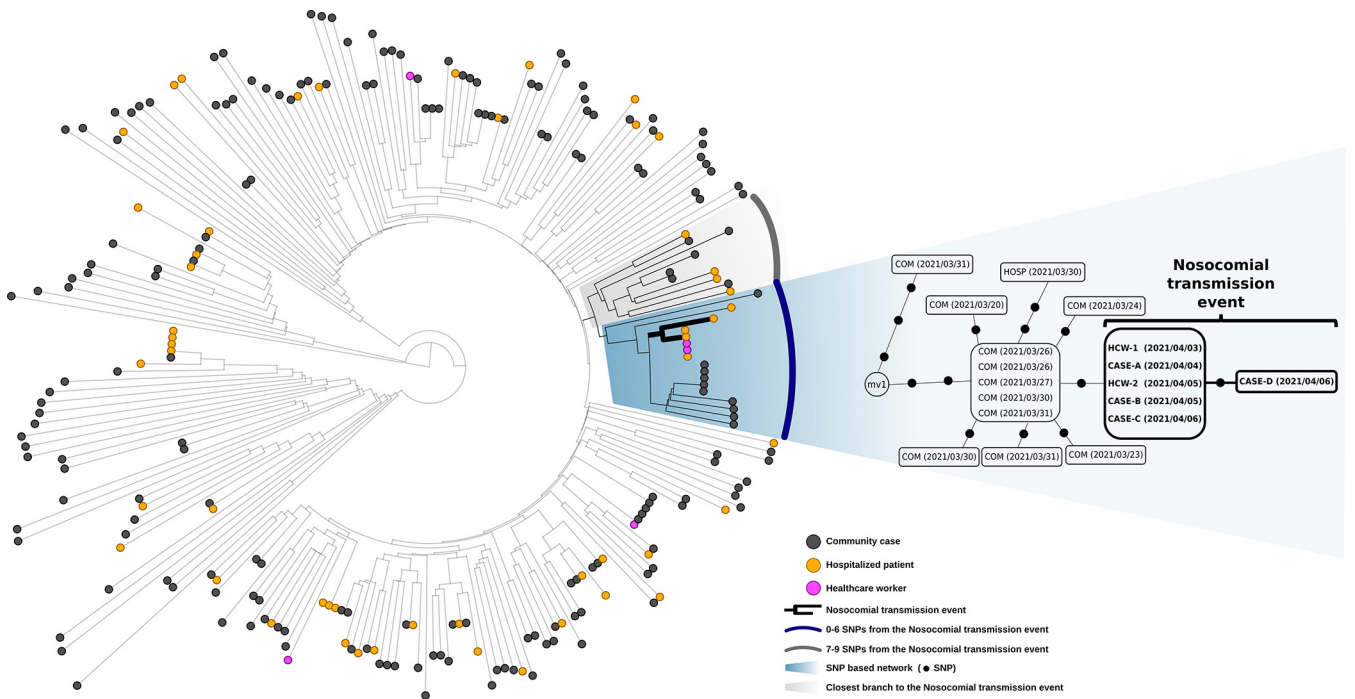 COM (2021/03/31)
HOSP (2021/03/30)
Nosocomial
transmission
event
COM (2021/03/20)
COM (2021/03/24)
COM (2021/03/26)
COM (2021/03/26)
COM (2021/03/27)
COM (2021/03/30)
COM (2021/03/31)
mv1
HCW-1 (2021/04/03)
CASE-A (2021/04/04)
HCW-2 (2021/04/05)
CASE-B (2021/04/05)
CASE-C (2021/04/06)
CASE-D (2021/04/06)
COM (2021/03/30)
COM (2021/03/31)
COM (2021/03/23)
Community case
Hospitalized patient
Healthcare worker
Nosocomial transmission event
0-6 SNPs from the Nosocomial transmission event
7-9 SNPs from the Nosocomial transmission event
SNP based network ( ● SNP)
Closest branch to the Nosocomial transmission event